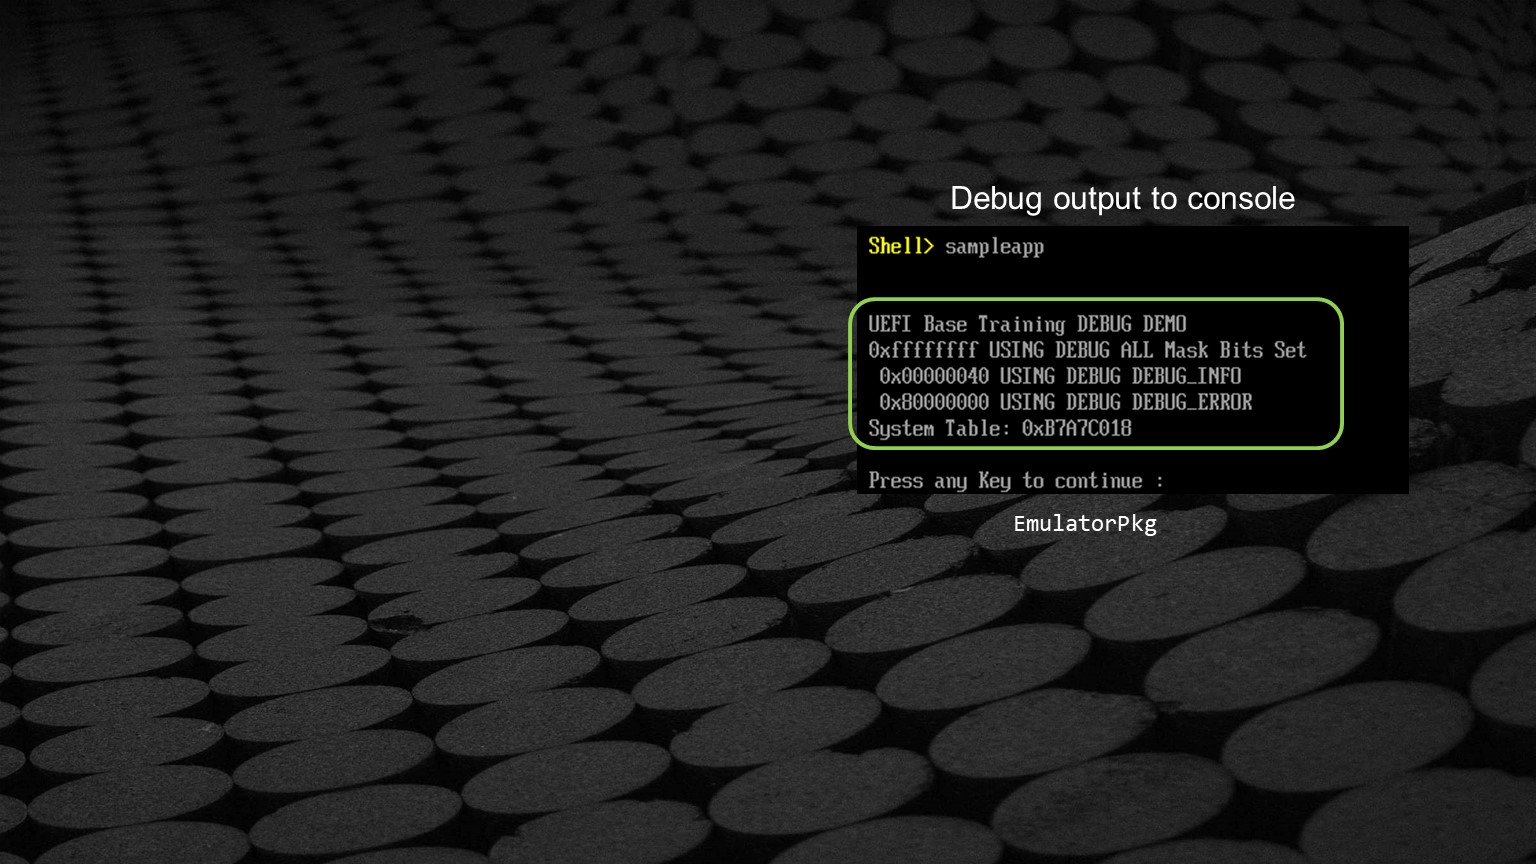 Debug output to console
Shell> sampleapp
UEFI Base Training DEBUG DEMO
0xffffffff USING DEBUG ALL Mask Bits Set
0x00000040 USING DEBUG DEBUG_INFO
0x80000000 USING DEBUG DEBUG_ERROR
System Table: 0xB7A7C018
Press any Key to continue :
EmulatorPkg